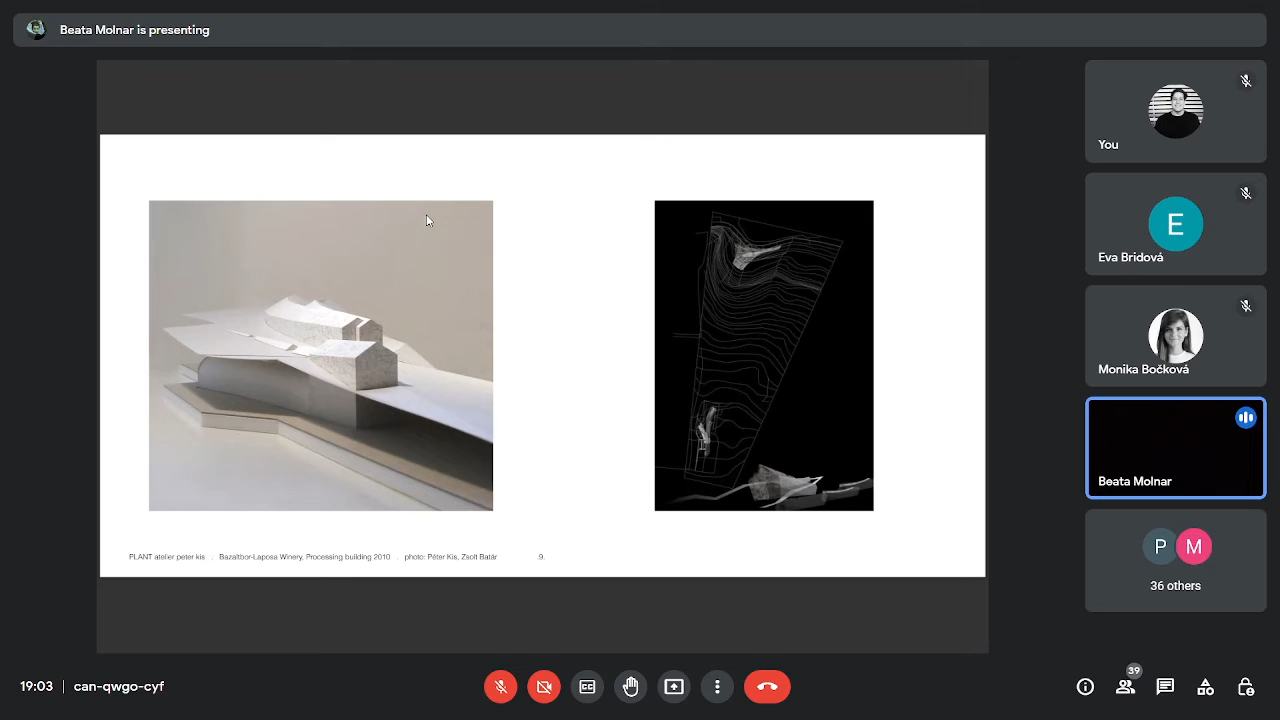 Beata Molnar is presenting
You
E
Eva Bridová
Monika Bočková
Beata Molnar
P M
36 others
PLANT atelier peter kis . Bazaltbor-Laposa Winery, Processing building 2010 . photo: Péter Kis, Zsolt Batár .9.
19:03 | can-qwgo-cyf
39